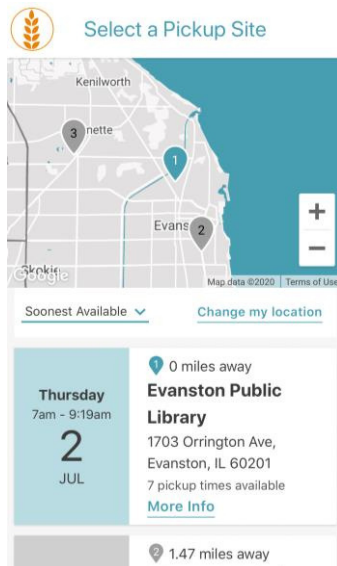 Select a Pickup Site
Kenilworth
3
nette
1
Evans
2
Skokie
Google
Map data ©2020
Terms of Use
+
−
Soonest Available
Change my location
Thursday
7am - 9:19am
2
JUL
1 0 miles away
Evanston Public
Library
1703 Orrington Ave,
Evanston, IL 60201
7 pickup times available
More Info
2 1.47 miles away